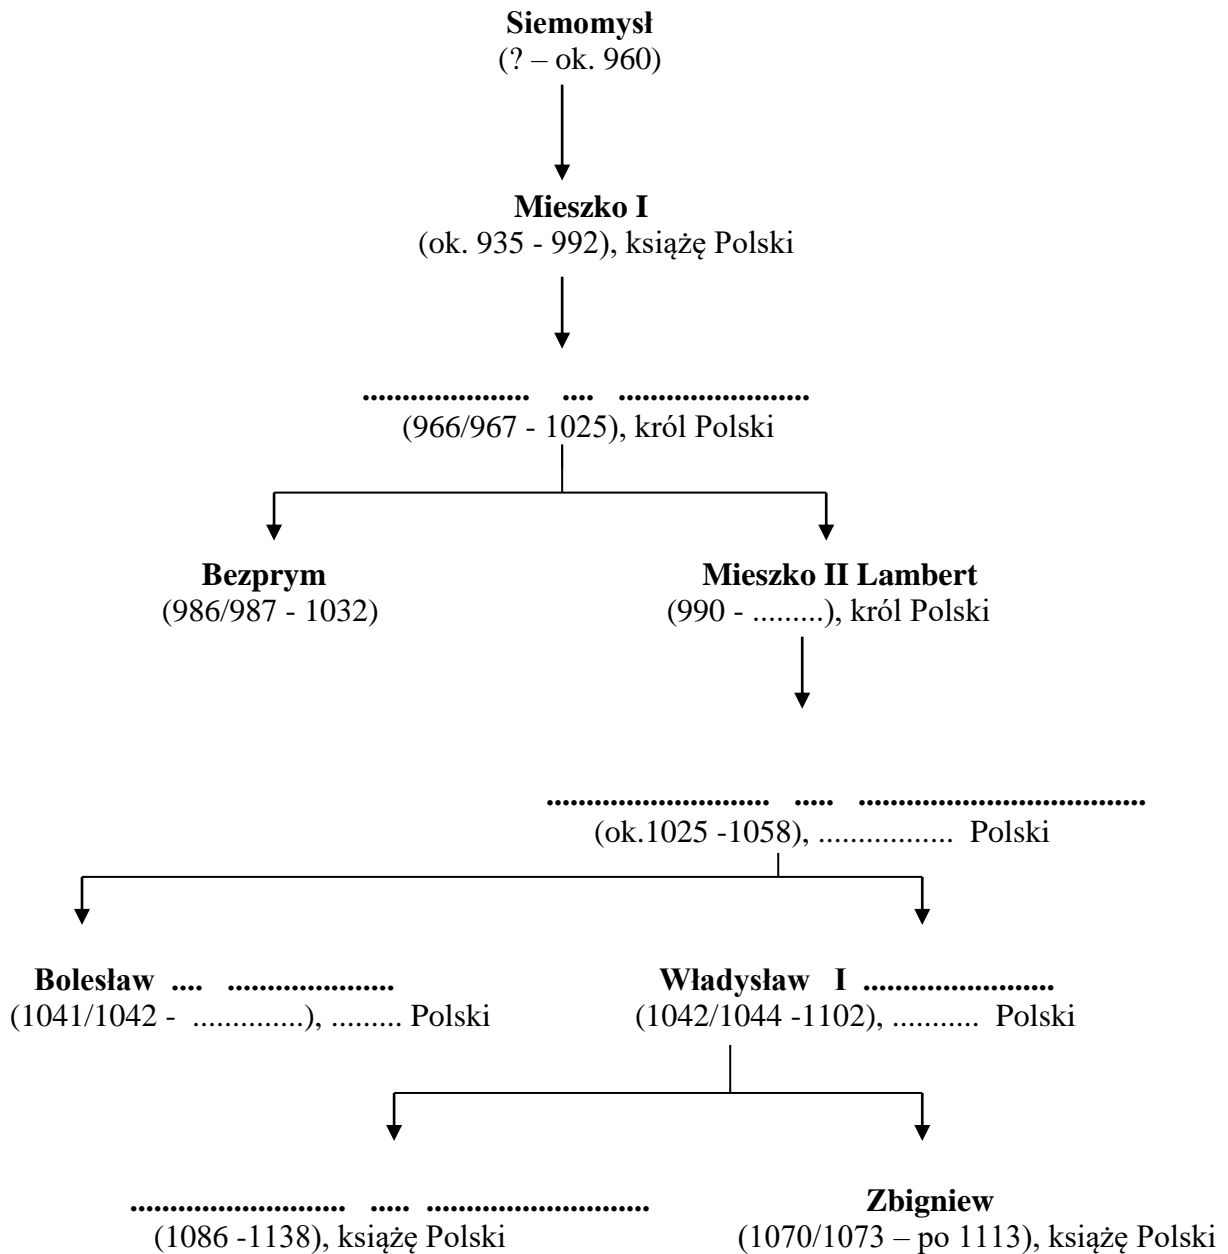 Siemomysł
(? – ok. 960)
Mieszko I
(ok. 935 - 992), książę Polski
..................... .... ........................
(966/967 - 1025), król Polski
Bezprym
(986/987 - 1032)
Mieszko II Lambert
(990 - .........), król Polski
............................ ..... ....................................
(ok.1025 -1058), ................. Polski
Bolesław .... .....................
(1041/1042 - ..............), ......... Polski
Władysław I ........................
(1042/1044 -1102), ........... Polski
........................... ..... ............................
(1086 -1138), książę Polski
Zbigniew
(1070/1073 – po 1113), książę Polski